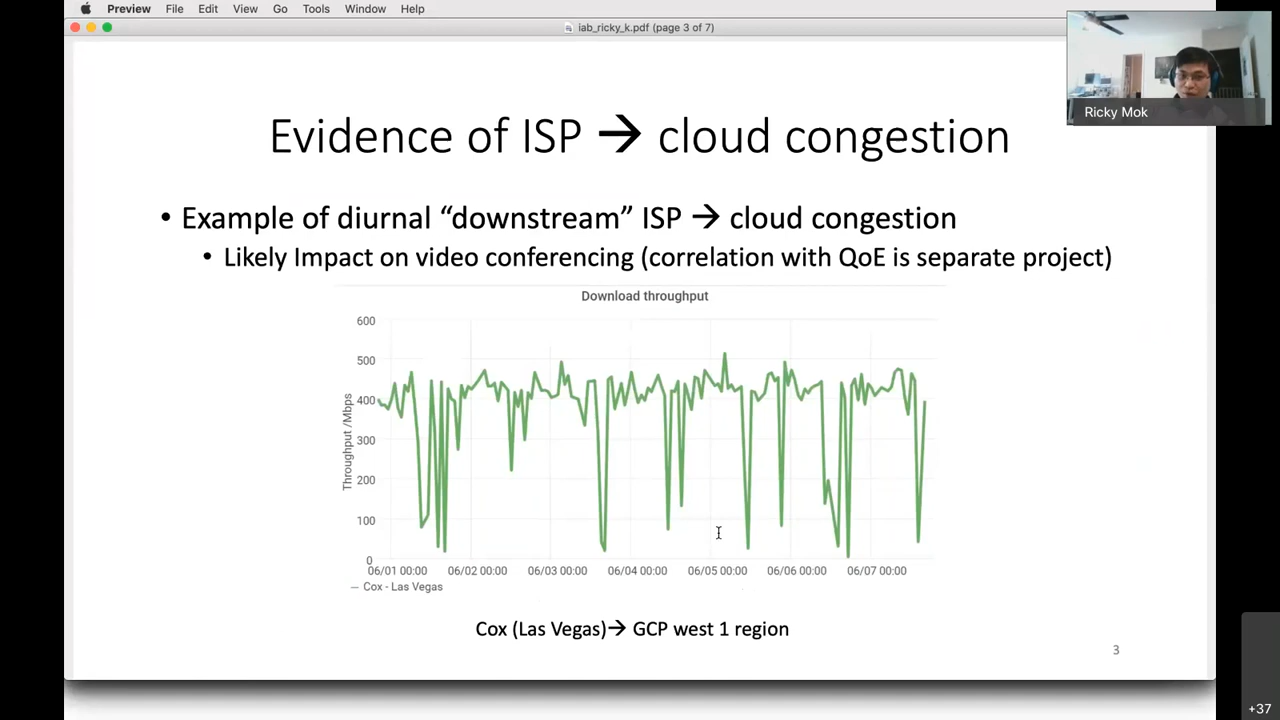 Preview File Edit View Go Tools Window Help
iab_ricky_k.pdf (page 3 of 7)
Ricky Mok
Evidence of ISP → cloud congestion
• Example of diurnal “downstream” ISP → cloud congestion
• Likely Impact on video conferencing (correlation with QoE is separate project)
Download throughput
Throughput /Mbps
600
500
400
300
200
100
0
06/01 00:00 06/02 00:00 06/03 00:00 06/04 00:00 06/05 00:00 06/06 00:00 06/07 00:00
— Cox - Las Vegas
Cox (Las Vegas)→ GCP west 1 region
3
+37